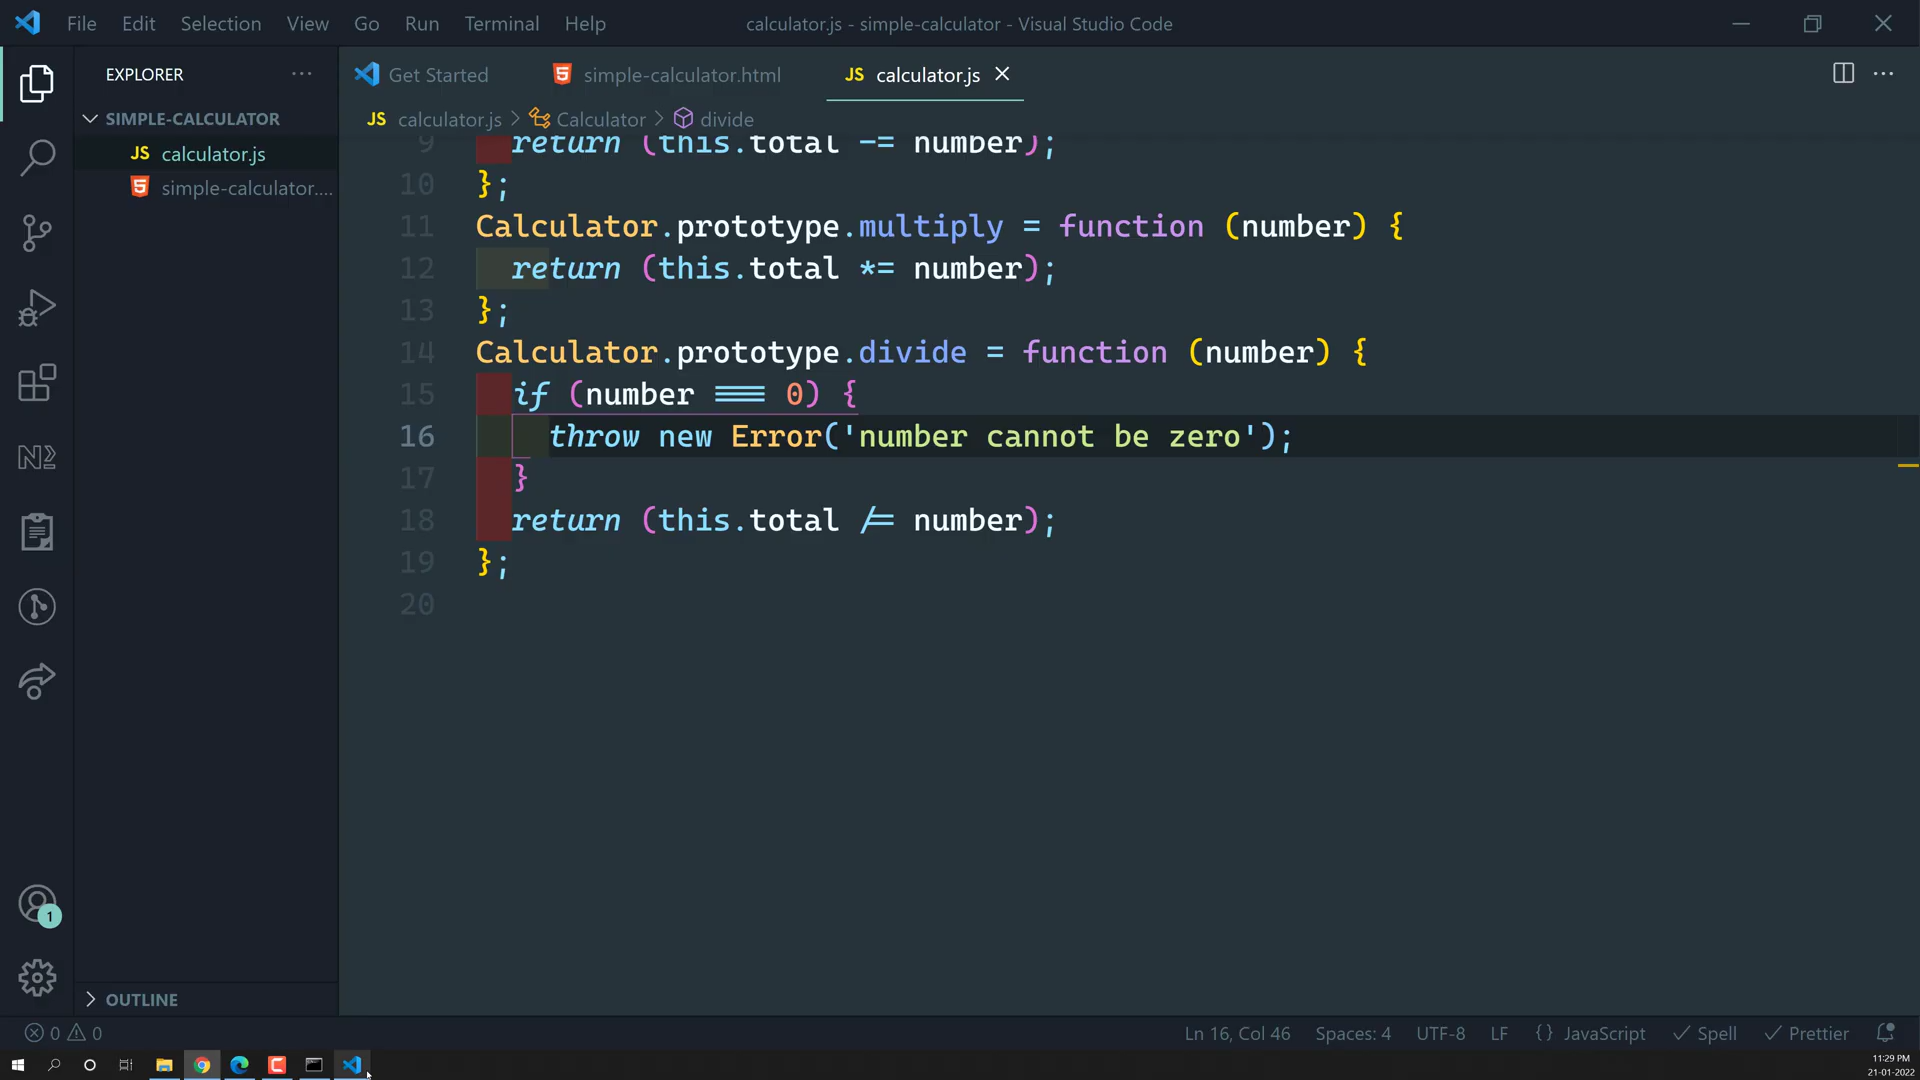 File Edit Selection View Go Run Terminal Help calculator.js - simple-calculator - Visual Studio Code
EXPLORER ···
Get Started simple-calculator.html JS calculator.js
SIMPLE-CALCULATOR
JS calculator.js > Calculator > divide
JS calculator.js
simple-calculator....
9 return (this.total -= number);
10 };
11 Calculator.prototype.multiply = function (number) {
12 return (this.total *= number);
13 };
14 Calculator.prototype.divide = function (number) {
15 if (number === 0) {
16 throw new Error('number cannot be zero');
17 }
18 return (this.total /= number);
19 };
20
1
OUTLINE
0 0 Ln 16, Col 46 Spaces: 4 UTF-8 LF {} JavaScript Spell Prettier
11:29 PM
21-01-2022